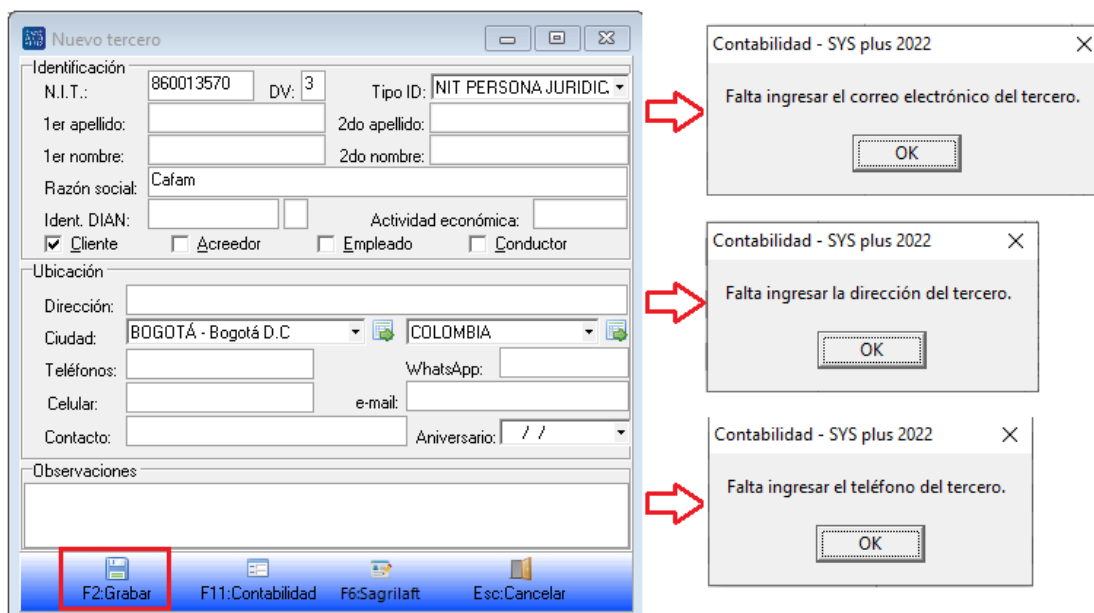 Nuevo tercero
Identificación
N.I.T.: 860013570 DV: 3 Tipo ID: NIT PERSONA JURIDIC.
1er apellido: 2do apellido:
1er nombre: 2do nombre:
Razón social: Cafam
Ident. DIAN: Actividad económica:
Cliente Acreedor Empleado Conductor
Ubicación
Dirección:
Ciudad: BOGOTÁ - Bogotá D.C COLOMBIA
Teléfonos: WhatsApp:
Celular: e-mail:
Contacto: Aniversario: / /
Observaciones
F2:Grabar F11:Contabilidad F6:Sagrilaft Esc:Cancelar
Contabilidad - SYS plus 2022
Falta ingresar el correo electrónico del tercero.
OK
Contabilidad - SYS plus 2022
Falta ingresar la dirección del tercero.
OK
Contabilidad - SYS plus 2022
Falta ingresar el teléfono del tercero.
OK